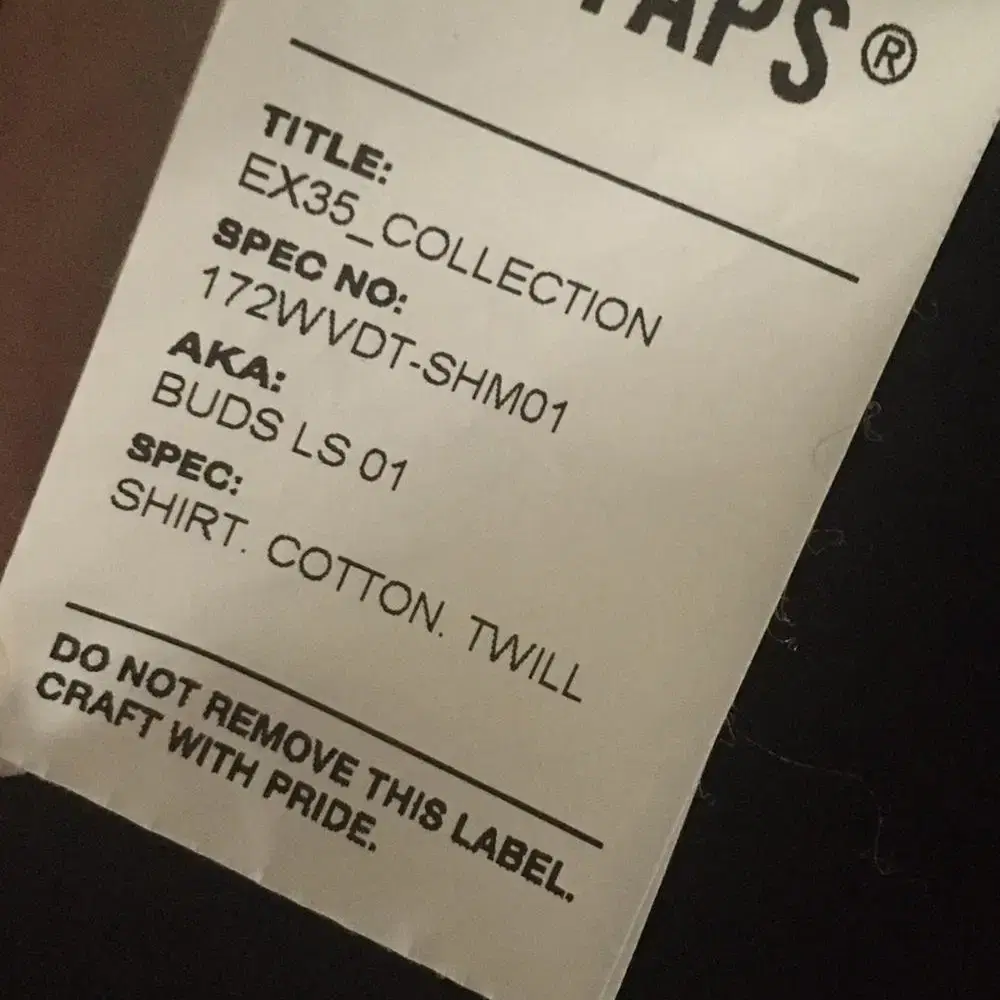 TAPS®
TITLE:
EX35_COLLECTION
SPEC NO:
172WVDT-SHM01
AKA:
BUDS LS 01
SPEC:
SHIRT. COTTON. TWILL
DO NOT REMOVE THIS LABEL.
CRAFT WITH PRIDE.